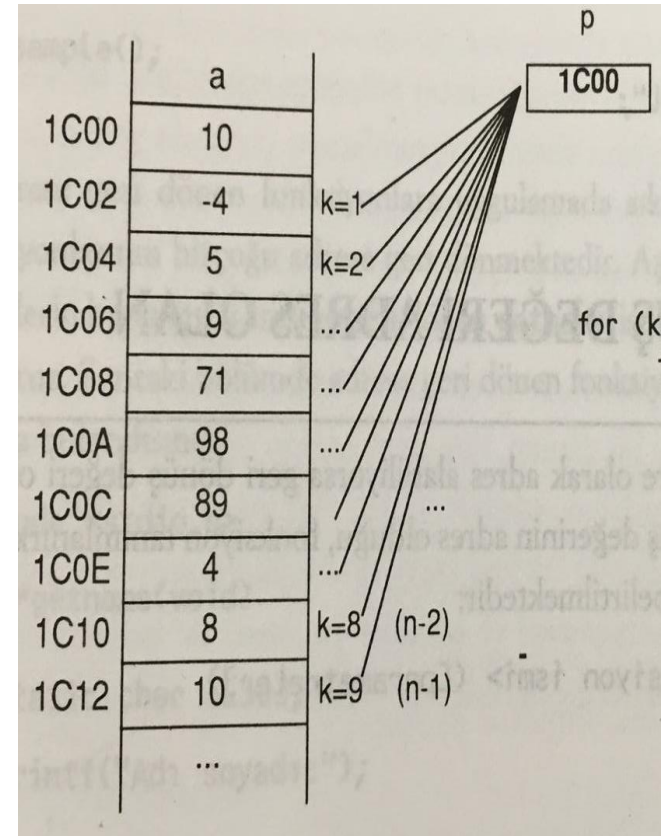 p
1C00
a
1C00 10
1C02 -4 k=1
1C04 5 k=2
1C06 9 ...
for (k
1C08 71 ...
1C0A 98 ...
1C0C 89 ...
1C0E 4 ...
1C10 8 k=8 (n-2)
1C12 10 k=9 (n-1)
...